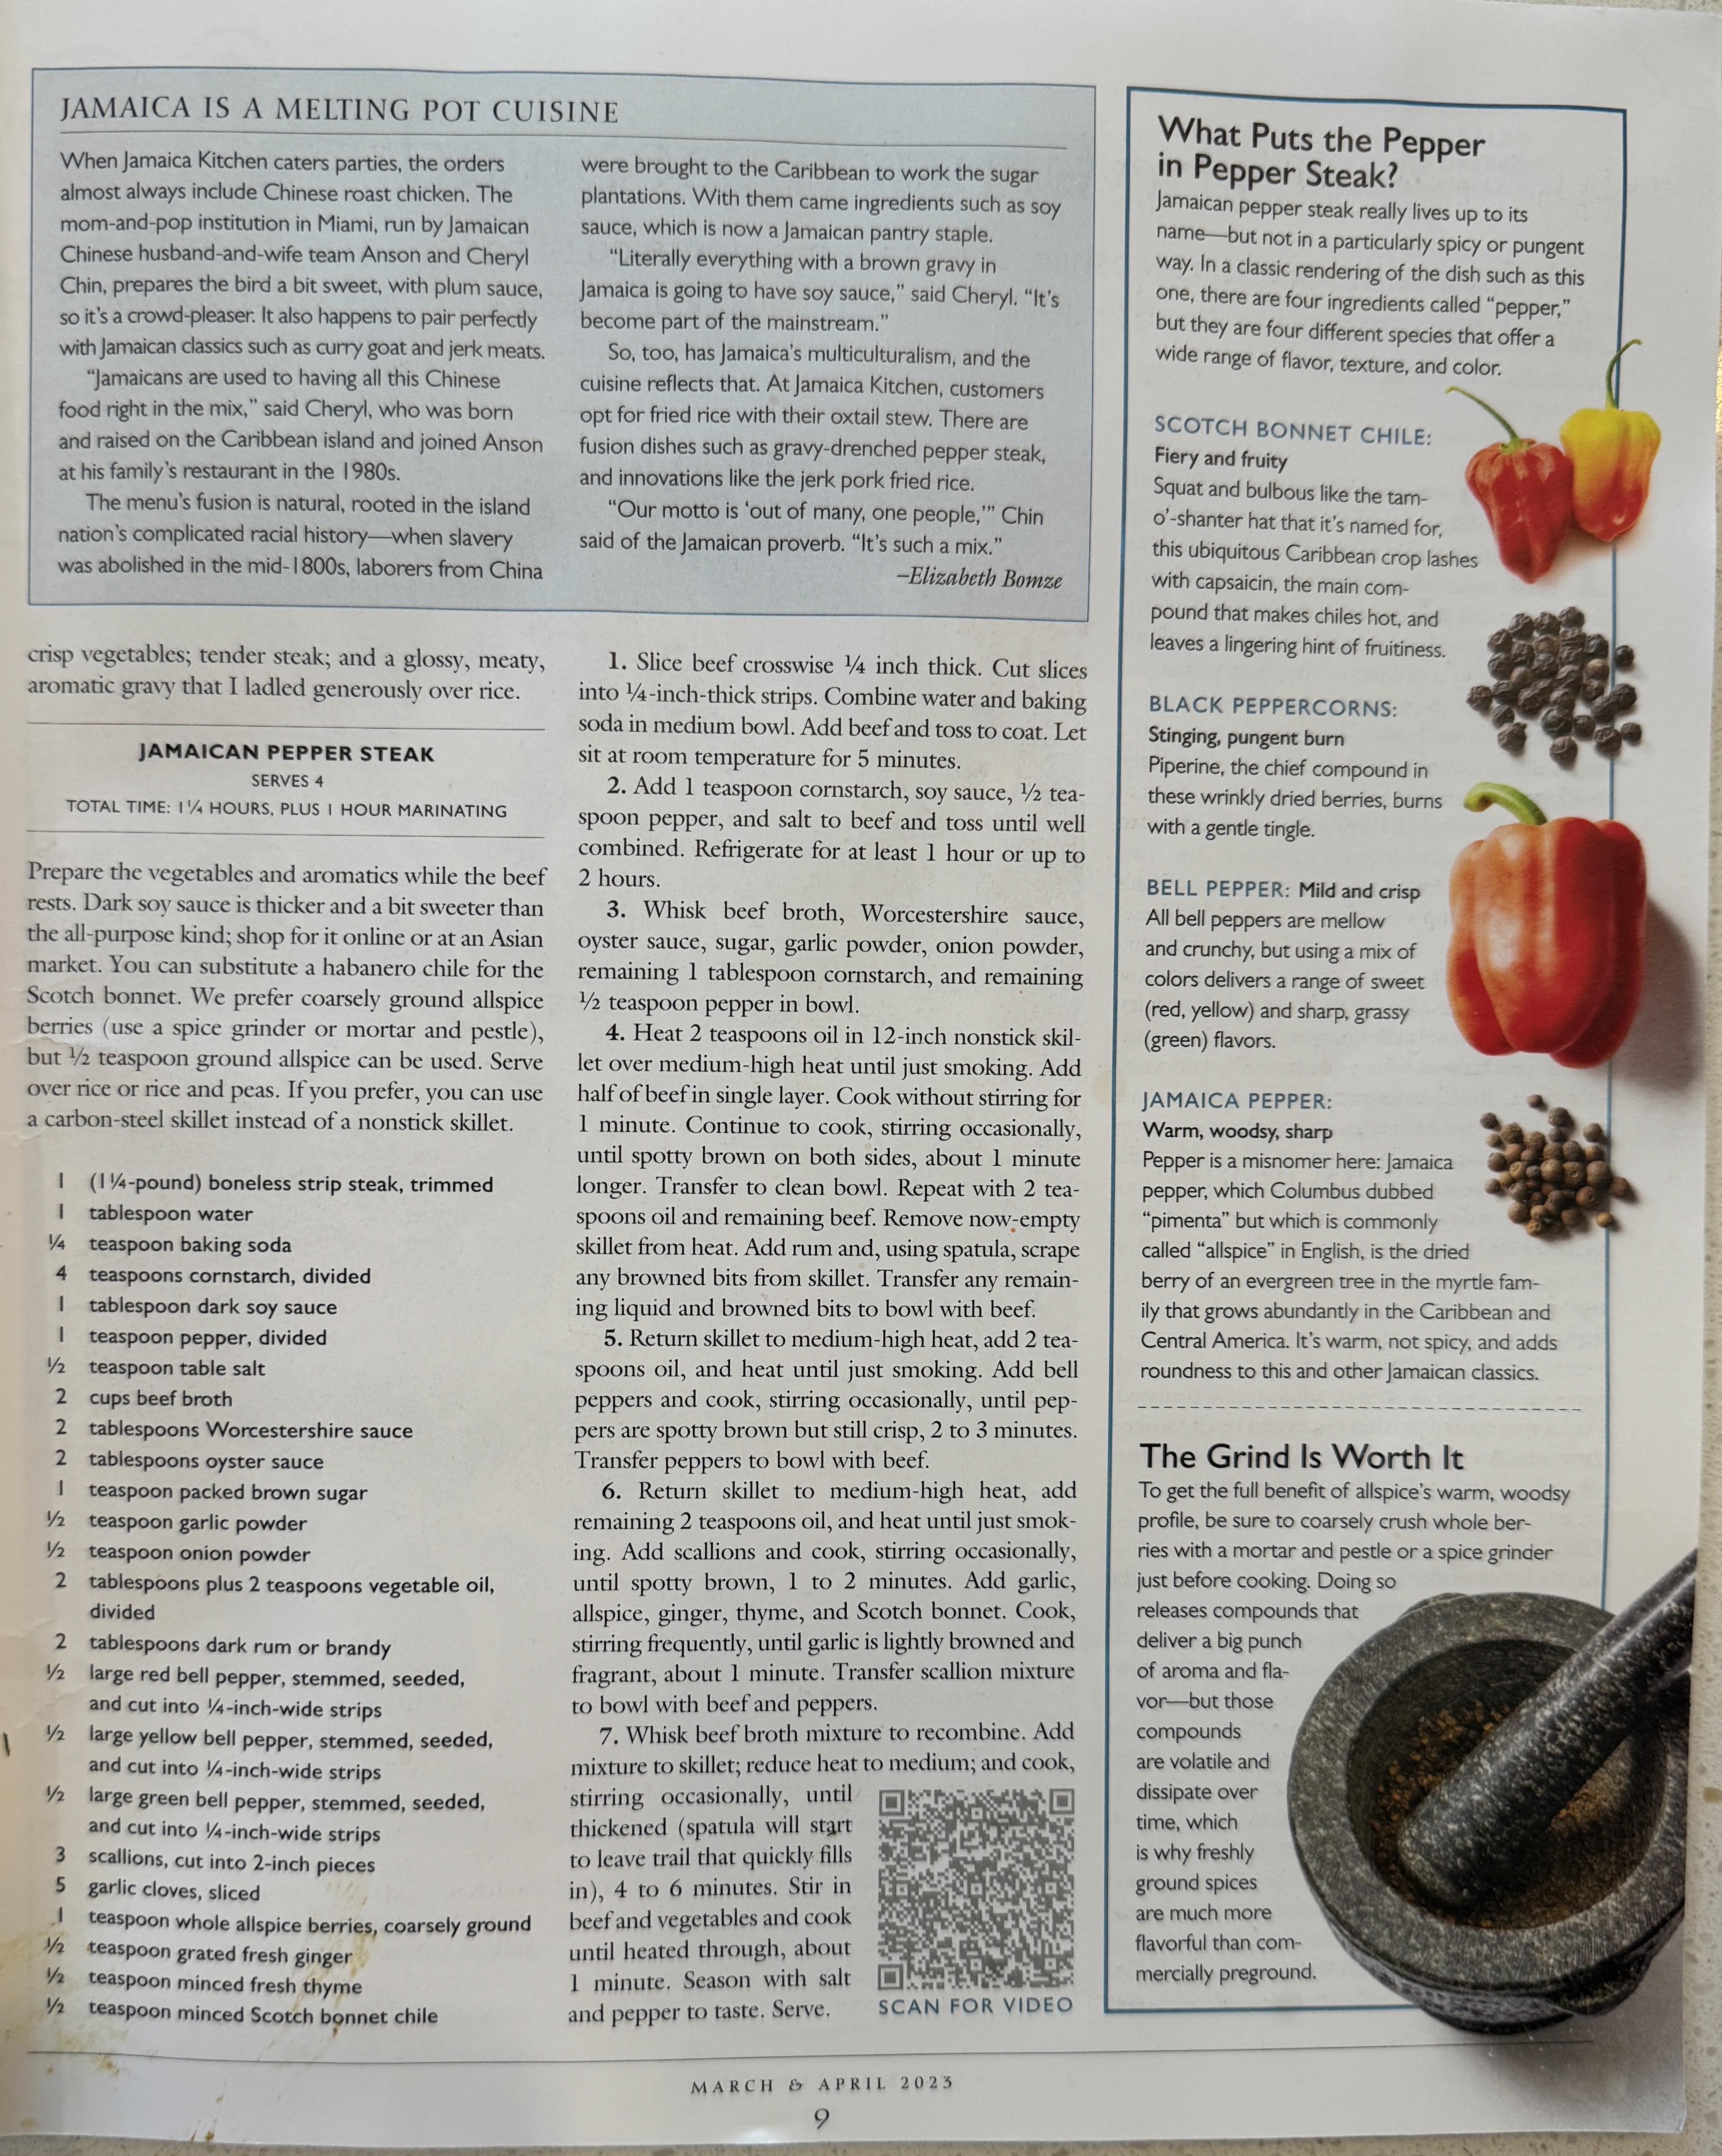 JAMAICA IS A MELTING POT CUISINE
When Jamaica Kitchen caters parties, the orders
almost always include Chinese roast chicken. The
mom-and-pop institution in Miami, run by Jamaican
Chinese husband-and-wife team Anson and Cheryl
Chin, prepares the bird a bit sweet, with plum sauce,
so it's a crowd-pleaser. It also happens to pair perfectly
with Jamaican classics such as curry goat and jerk meats.
"Jamaicans are used to having all this Chinese
food right in the mix," said Cheryl, who was born
and raised on the Caribbean island and joined Anson
at his family's restaurant in the 1980s.
The menu's fusion is natural, rooted in the island
nation's complicated racial history—when slavery
was abolished in the mid-1800s, laborers from China
were brought to the Caribbean to work the sugar
plantations. With them came ingredients such as soy
sauce, which is now a Jamaican pantry staple.
"Literally everything with a brown gravy in
Jamaica is going to have soy sauce," said Cheryl. "It's
become part of the mainstream."
So, too, has Jamaica's multiculturalism, and the
cuisine reflects that. At Jamaica Kitchen, customers
opt for fried rice with their oxtail stew. There are
fusion dishes such as gravy-drenched pepper steak,
and innovations like the jerk pork fried rice.
"Our motto is 'out of many, one people,'" Chin
said of the Jamaican proverb. "It's such a mix."
–Elizabeth Bomze
crisp vegetables; tender steak; and a glossy, meaty,
aromatic gravy that I ladled generously over rice.
JAMAICAN PEPPER STEAK
SERVES 4
TOTAL TIME: 1¼ HOURS, PLUS 1 HOUR MARINATING
Prepare the vegetables and aromatics while the beef
rests. Dark soy sauce is thicker and a bit sweeter than
the all-purpose kind; shop for it online or at an Asian
market. You can substitute a habanero chile for the
Scotch bonnet. We prefer coarsely ground allspice
berries (use a spice grinder or mortar and pestle),
but ½ teaspoon ground allspice can be used. Serve
over rice or rice and peas. If you prefer, you can use
a carbon-steel skillet instead of a nonstick skillet.
1 (1¼-pound) boneless strip steak, trimmed
1 tablespoon water
¼ teaspoon baking soda
4 teaspoons cornstarch, divided
1 tablespoon dark soy sauce
1 teaspoon pepper, divided
½ teaspoon table salt
2 cups beef broth
2 tablespoons Worcestershire sauce
2 tablespoons oyster sauce
1 teaspoon packed brown sugar
½ teaspoon garlic powder
½ teaspoon onion powder
2 tablespoons plus 2 teaspoons vegetable oil,
divided
2 tablespoons dark rum or brandy
½ large red bell pepper, stemmed, seeded,
and cut into ¼-inch-wide strips
½ large yellow bell pepper, stemmed, seeded,
and cut into ¼-inch-wide strips
½ large green bell pepper, stemmed, seeded,
and cut into ¼-inch-wide strips
3 scallions, cut into 2-inch pieces
5 garlic cloves, sliced
1 teaspoon whole allspice berries, coarsely ground
½ teaspoon grated fresh ginger
½ teaspoon minced fresh thyme
½ teaspoon minced Scotch bonnet chile
1. Slice beef crosswise ¼ inch thick. Cut slices
into ¼-inch-thick strips. Combine water and baking
soda in medium bowl. Add beef and toss to coat. Let
sit at room temperature for 5 minutes.
2. Add 1 teaspoon cornstarch, soy sauce, ½ tea-
spoon pepper, and salt to beef and toss until well
combined. Refrigerate for at least 1 hour or up to
2 hours.
3. Whisk beef broth, Worcestershire sauce,
oyster sauce, sugar, garlic powder, onion powder,
remaining 1 tablespoon cornstarch, and remaining
½ teaspoon pepper in bowl.
4. Heat 2 teaspoons oil in 12-inch nonstick skil-
let over medium-high heat until just smoking. Add
half of beef in single layer. Cook without stirring for
1 minute. Continue to cook, stirring occasionally,
until spotty brown on both sides, about 1 minute
longer. Transfer to clean bowl. Repeat with 2 tea-
spoons oil and remaining beef. Remove now-empty
skillet from heat. Add rum and, using spatula, scrape
any browned bits from skillet. Transfer any remain-
ing liquid and browned bits to bowl with beef.
5. Return skillet to medium-high heat, add 2 tea-
spoons oil, and heat until just smoking. Add bell
peppers and cook, stirring occasionally, until pep-
pers are spotty brown but still crisp, 2 to 3 minutes.
Transfer peppers to bowl with beef.
6. Return skillet to medium-high heat, add
remaining 2 teaspoons oil, and heat until just smok-
ing. Add scallions and cook, stirring occasionally,
until spotty brown, 1 to 2 minutes. Add garlic,
allspice, ginger, thyme, and Scotch bonnet. Cook,
stirring frequently, until garlic is lightly browned and
fragrant, about 1 minute. Transfer scallion mixture
to bowl with beef and peppers.
7. Whisk beef broth mixture to recombine. Add
mixture to skillet; reduce heat to medium; and cook,
stirring occasionally, until
thickened (spatula will start
to leave trail that quickly fills
in), 4 to 6 minutes. Stir in
beef and vegetables and cook
until heated through, about
1 minute. Season with salt
and pepper to taste. Serve.
SCAN FOR VIDEO
What Puts the Pepper
in Pepper Steak?
Jamaican pepper steak really lives up to its
name—but not in a particularly spicy or pungent
way. In a classic rendering of the dish such as this
one, there are four ingredients called "pepper,"
but they are four different species that offer a
wide range of flavor, texture, and color.
SCOTCH BONNET CHILE:
Fiery and fruity
Squat and bulbous like the tam-
o'-shanter hat that it's named for,
this ubiquitous Caribbean crop lashes
with capsaicin, the main com-
pound that makes chiles hot, and
leaves a lingering hint of fruitiness.
BLACK PEPPERCORNS:
Stinging, pungent burn
Piperine, the chief compound in
these wrinkly dried berries, burns
with a gentle tingle.
BELL PEPPER: Mild and crisp
All bell peppers are mellow
and crunchy, but using a mix of
colors delivers a range of sweet
(red, yellow) and sharp, grassy
(green) flavors.
JAMAICA PEPPER:
Warm, woodsy, sharp
Pepper is a misnomer here: Jamaica
pepper, which Columbus dubbed
"pimenta" but which is commonly
called "allspice" in English, is the dried
berry of an evergreen tree in the myrtle fam-
ily that grows abundantly in the Caribbean and
Central America. It's warm, not spicy, and adds
roundness to this and other Jamaican classics.
The Grind Is Worth It
To get the full benefit of allspice's warm, woodsy
profile, be sure to coarsely crush whole ber-
ries with a mortar and pestle or a spice grinder
just before cooking. Doing so
releases compounds that
deliver a big punch
of aroma and fla-
vor—but those
compounds
are volatile and
dissipate over
time, which
is why freshly
ground spices
are much more
flavorful than com-
mercially preground.
MARCH & APRIL 2023
9